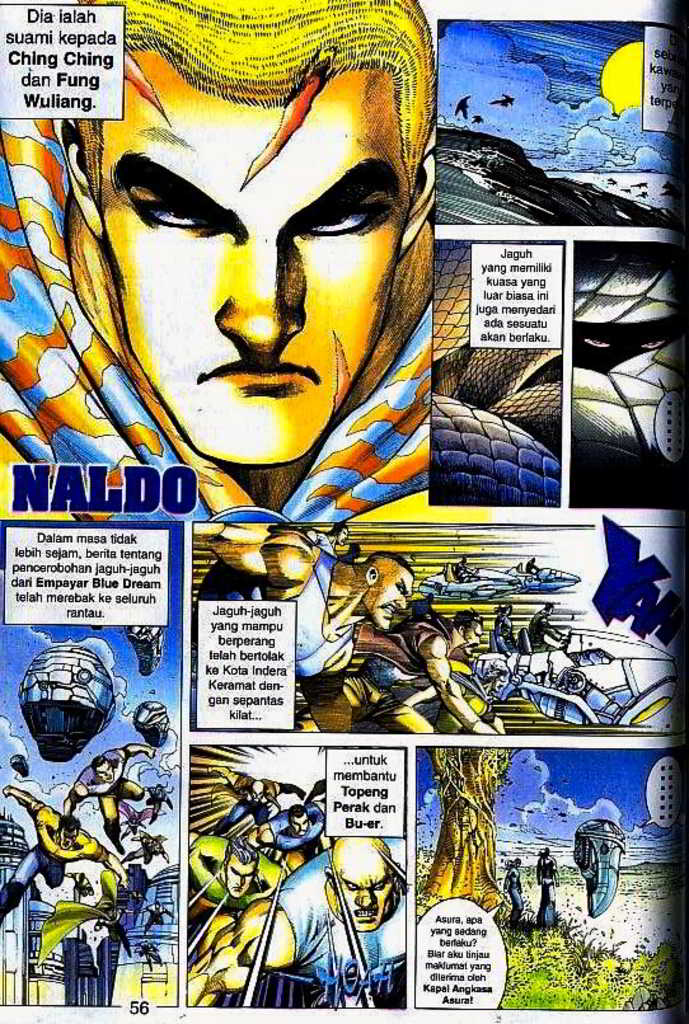 Dia ialah
suami kepada
Ching Ching
dan Fung
Wuliang.
NALDO
Jaguh
yang memiliki
kuasa yang
luar biasa ini
juga menyedari
ada sesuatu
akan berlaku.
Dalam masa tidak
lebih sejam, berita tentang
pencerobohan jaguh-jaguh
dari Empayar Blue Dream
telah merebak ke seluruh
rantau.
Jaguh-jaguh
yang mampu
berperang
telah bertolak
ke Kota Indera
Keramat den-
gan sepantas
kilat...
YAH
...untuk
membantu
Topeng
Perak dan
Bu-er.
Asura, apa
yang sedang
berlaku?
Biar aku tinjau
maklumat yang
diterima oleh
Kapal Angkasa
Asura!
56